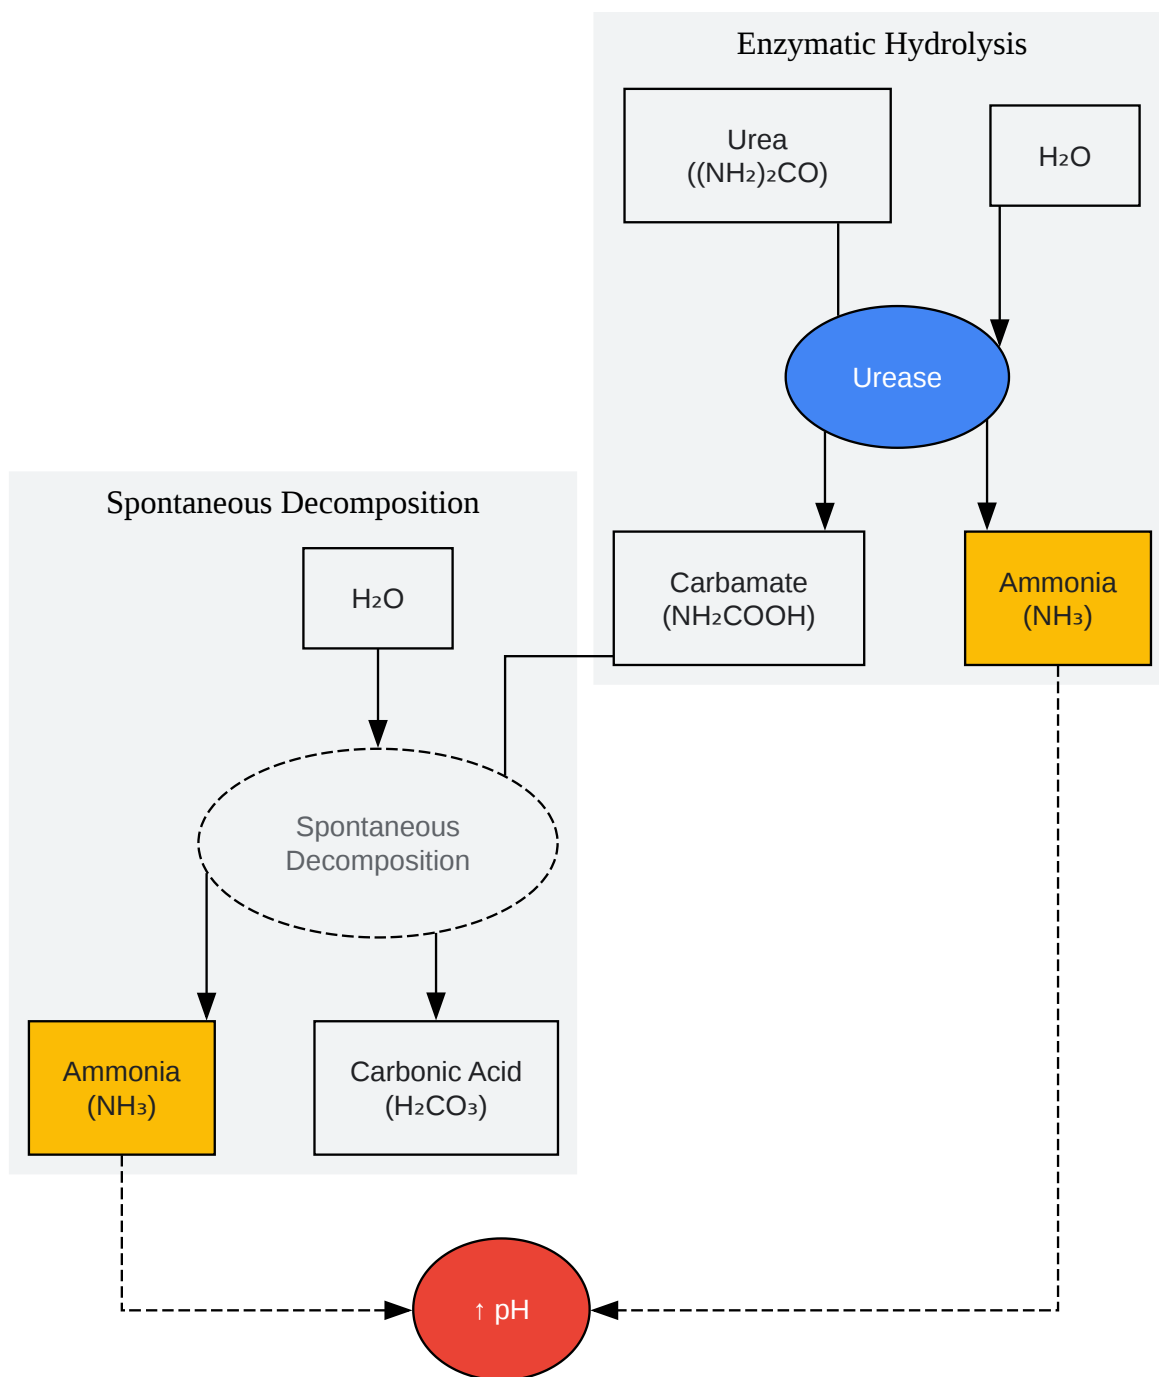 Enzymatic Hydrolysis
Urea
((NH₂)₂CO)
H₂O
Urease
Spontaneous Decomposition
H₂O
Carbamate
(NH₂COOH)
Ammonia
(NH₃)
Spontaneous
Decomposition
Ammonia
(NH₃)
Carbonic Acid
(H₂CO₃)
↑ pH